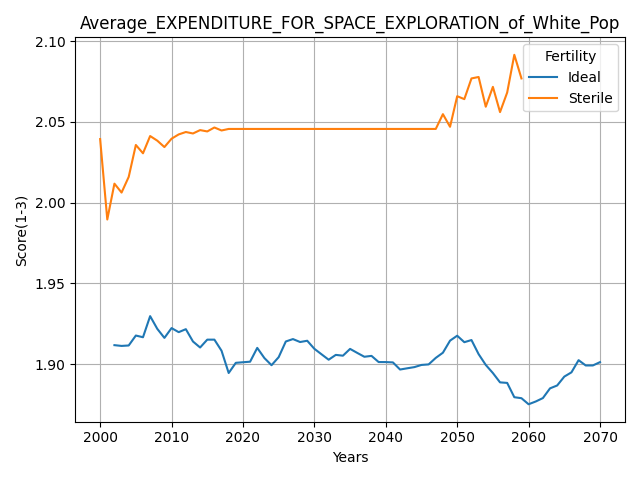 Average_EXPENDITURE_FOR_SPACE_EXPLORATION_of_White_Pop
Fertility
Ideal
Sterile
Score(1-3)
2.10
2.05
2.00
1.95
1.90
2000 2010 2020 2030 2040 2050 2060 2070
Years